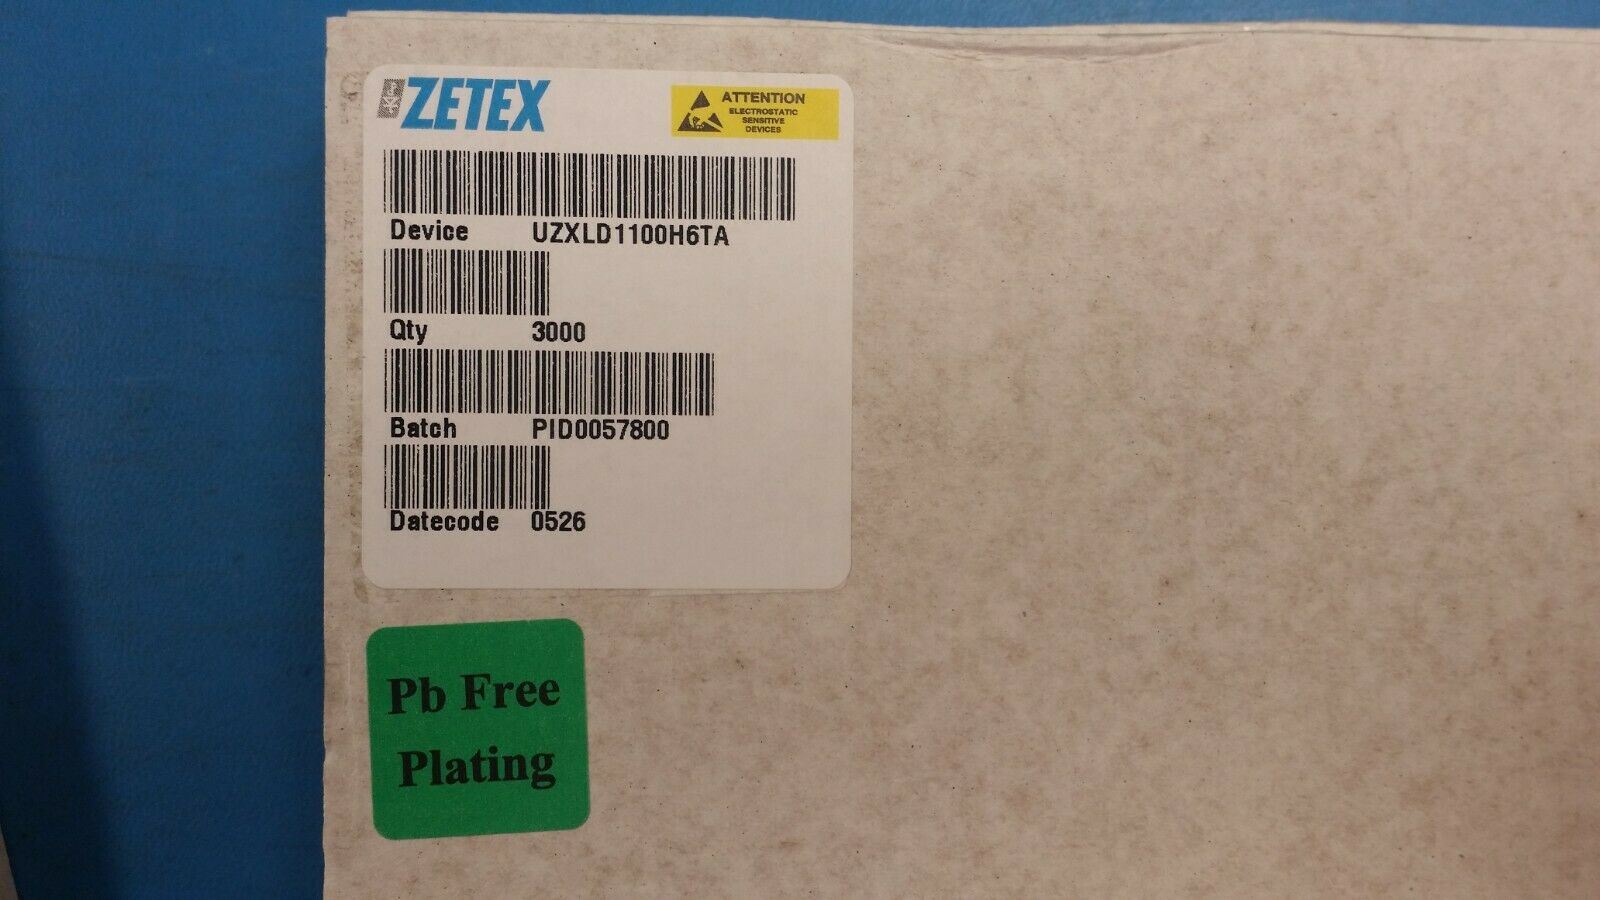 ZETEX
ATTENTION
ELECTROSTATIC
SENSITIVE
DEVICES
Device UZXLD1100H6TA
Qty 3000
Batch PID0057800
Datecode 0526
Pb Free
Plating